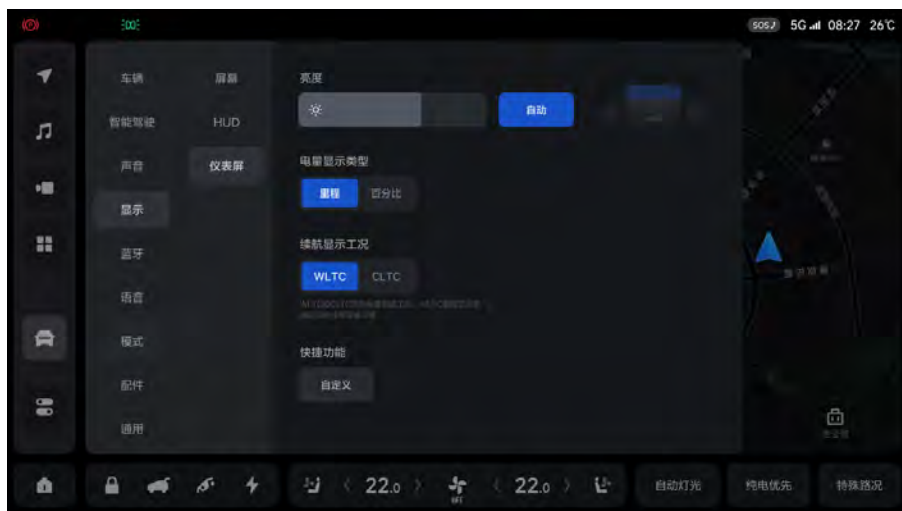 SOS 5G 08:27 26℃
车辆
智能驾驶
声音
显示
蓝牙
语音
模式
配件
通用
屏幕
HUD
仪表屏
亮度
自动
电量显示类型
里程 百分比
续航显示工况
WLTC CLTC
快捷功能
自定义
22.0 OFF 22.0 自动灯光 纯电优先 特殊路况